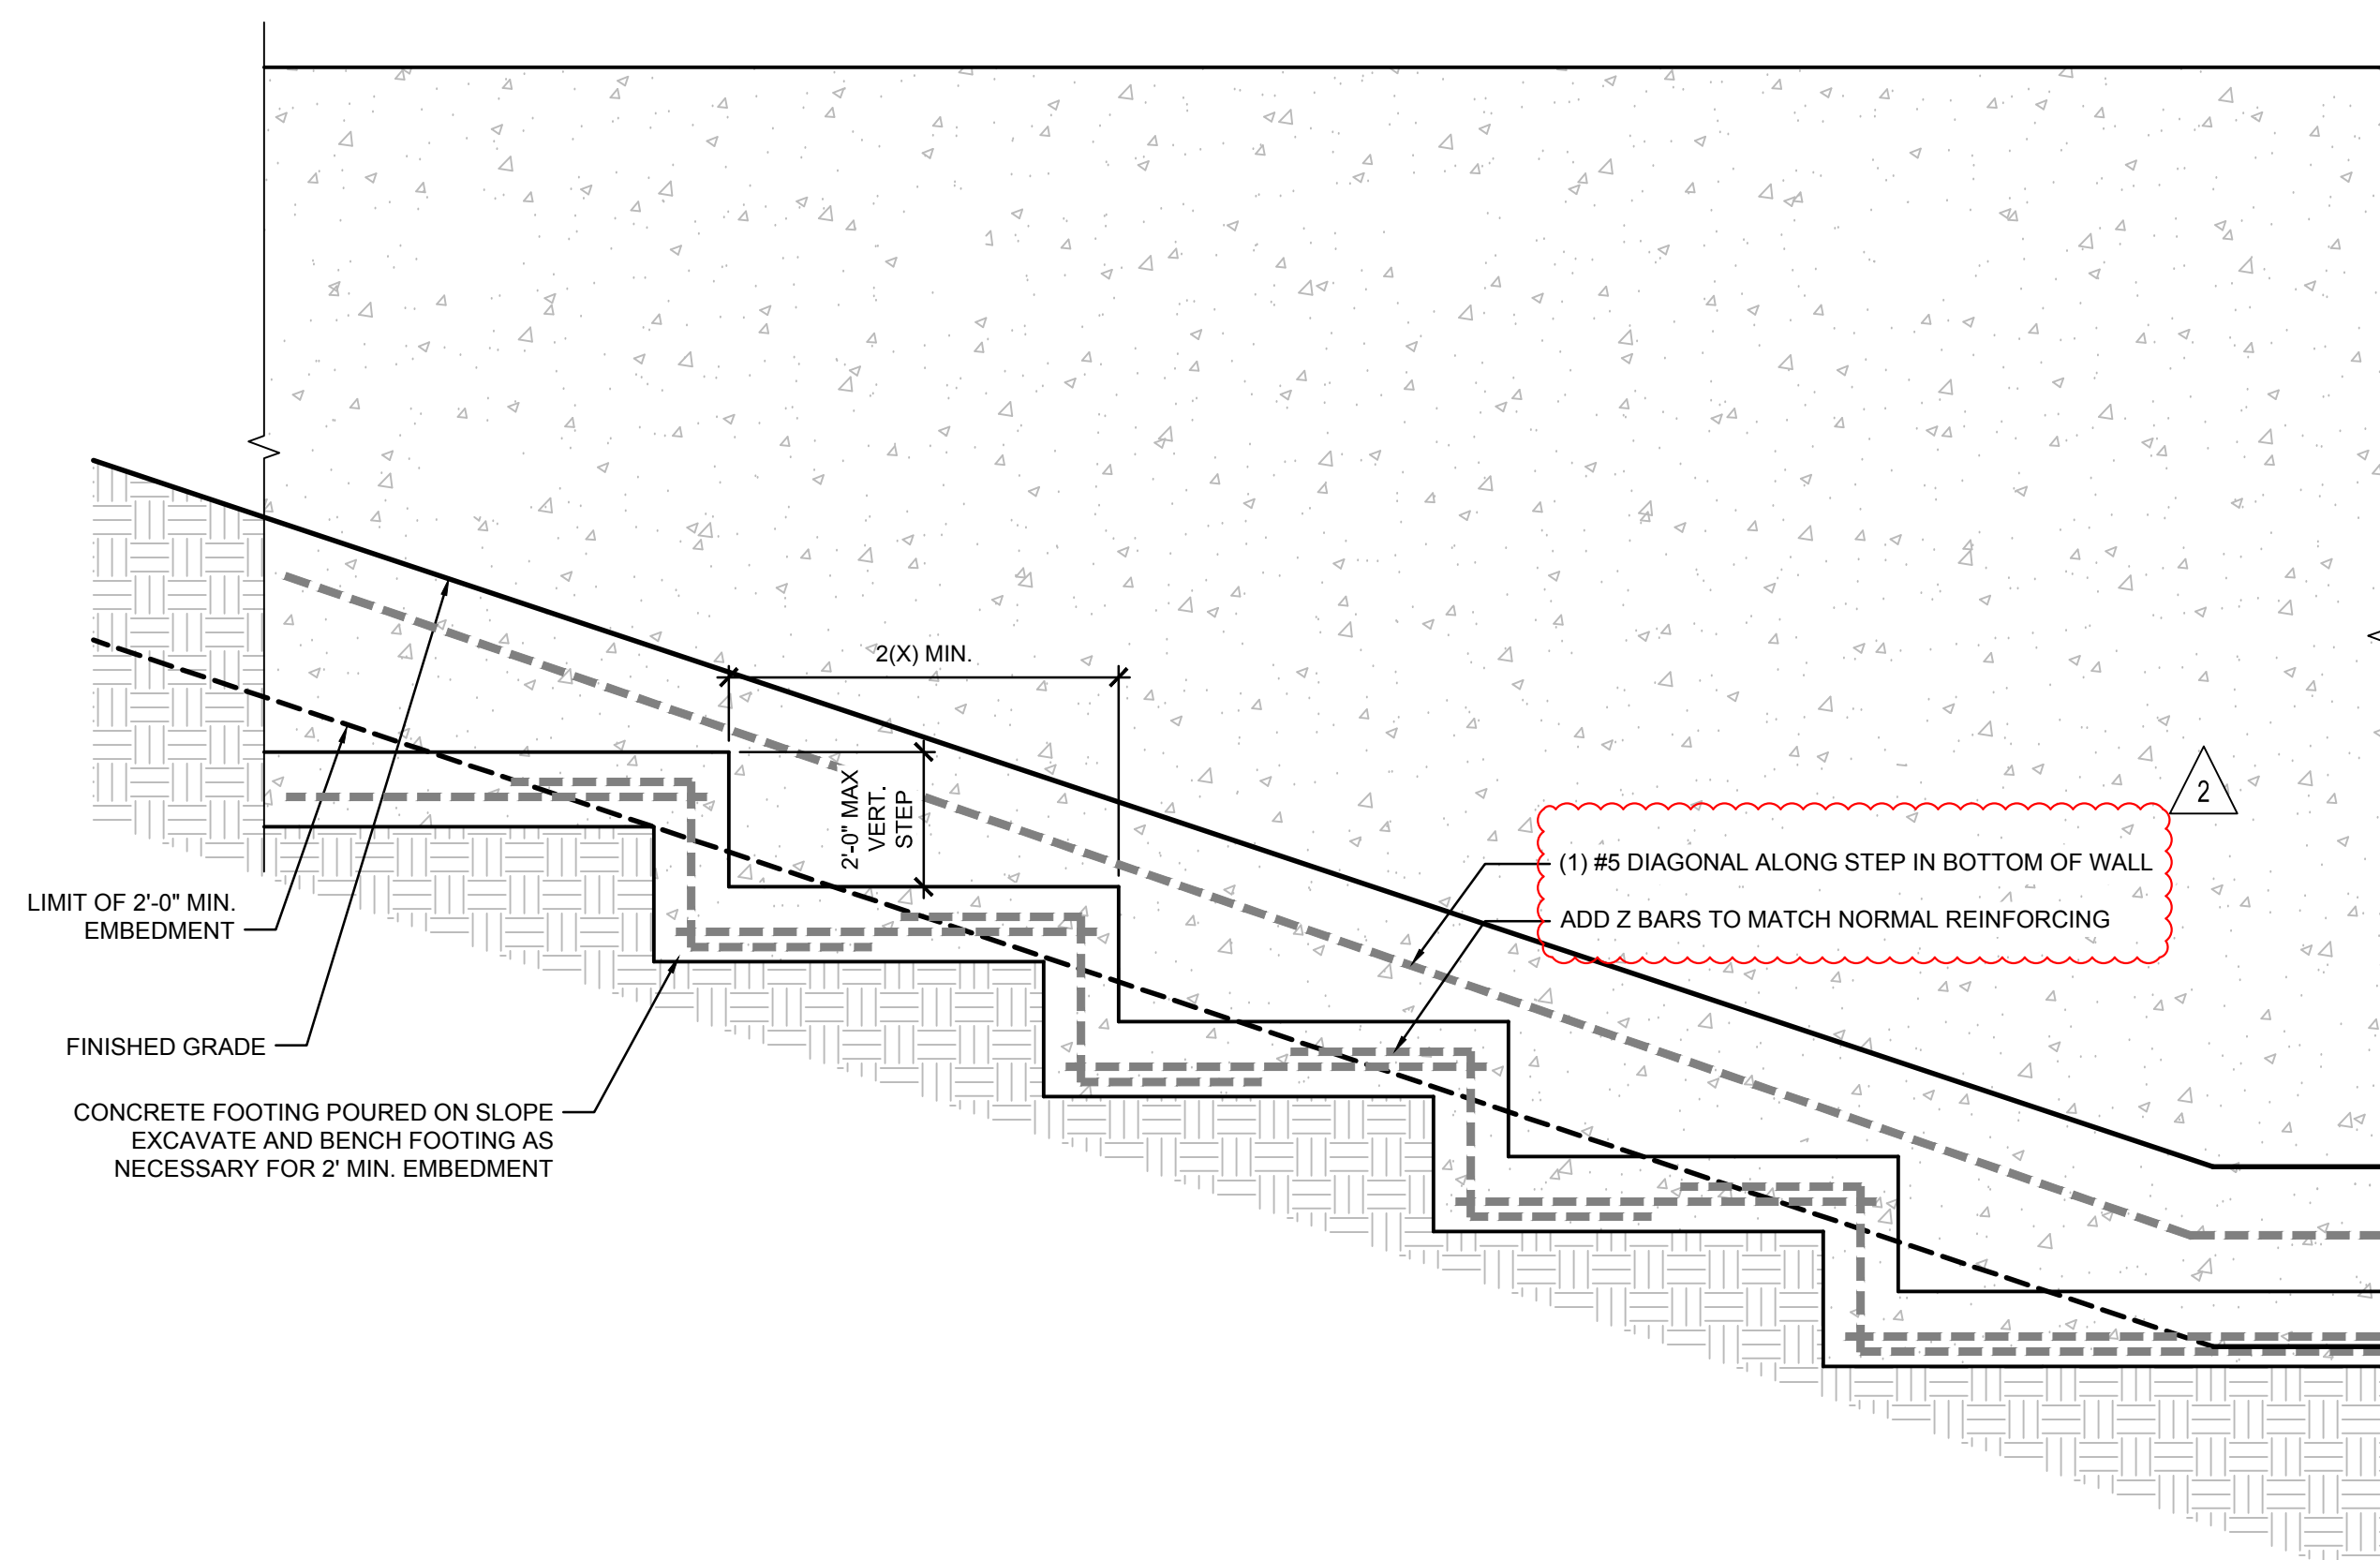 2(X) MIN.
2'-0" MAX
VERT.
STEP
2
(1) #5 DIAGONAL ALONG STEP IN BOTTOM OF WALL
ADD Z BARS TO MATCH NORMAL REINFORCING
LIMIT OF 2'-0" MIN.
EMBEDMENT
FINISHED GRADE
CONCRETE FOOTING POURED ON SLOPE
EXCAVATE AND BENCH FOOTING AS
NECESSARY FOR 2' MIN. EMBEDMENT